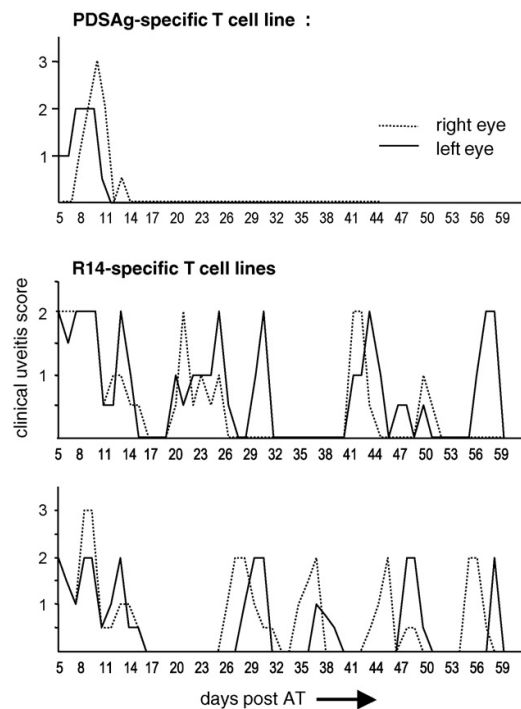 PDSAg-specific T cell line :
3
2
1
right eye
left eye
5 8 11 14 17 20 23 26 29 32 35 38 41 44 47 50 53 56 59
R14-specific T cell lines
clinical uveitis score
2
1
0
5 8 11 14 17 20 23 26 29 32 35 38 41 44 47 50 53 56 59
3
2
1
5 8 11 14 17 20 23 26 29 32 35 38 41 44 47 50 53 56 59
days post AT